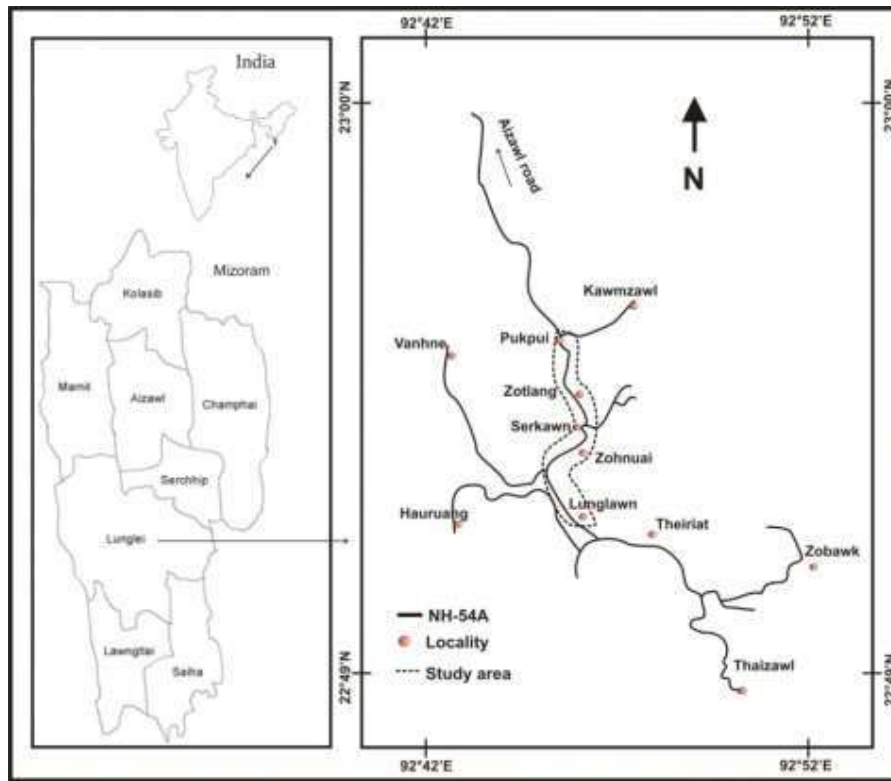 India
Mizoram
Kolasib
Mamit
Aizawl
Champhai
Serchhip
Lunglei
Lawngtlai
Saiha
92°42'E
92°52'E
23°00'N
23°00'N
Aizawl road
N
Kawmzawl
Pukpui
Vanhne
Zotlang
Serkawn
Zohnuai
Hauruang
Lunglawn
Theiriat
Zobawk
NH-54A
Locality
Study area
Thaizawl
22°49'N
22°49'N
92°42'E
92°52'E